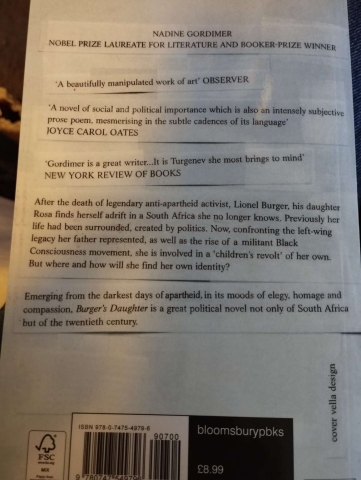 NADINE GORDIMER
NOBEL PRIZE LAUREATE FOR LITERATURE AND BOOKER-PRIZE WINNER
'A beautifully manipulated work of art' OBSERVER
'A novel of social and political importance which is also an intensely subjective
prose poem, mesmerising in the subtle cadences of its language'
JOYCE CAROL OATES
'Gordimer is a great writer...It is Turgenev she most brings to mind'
NEW YORK REVIEW OF BOOKS
After the death of legendary anti-apartheid activist, Lionel Burger, his daughter
Rosa finds herself adrift in a South Africa she no longer knows. Previously her
life had been surrounded, created by politics. Now, confronting the left-wing
legacy her father represented, as well as the rise of a militant Black
Consciousness movement, she is involved in a 'children's revolt' of her own.
But where and how will she find her own identity?
Emerging from the darkest days of apartheid, in its moods of elegy, homage and
compassion, Burger's Daughter is a great political novel not only of South Africa
but of the twentieth century.
cover vella design
ISBN 978-0-7475-4979-6
90700
bloomsburypbks
£8.99
FSC